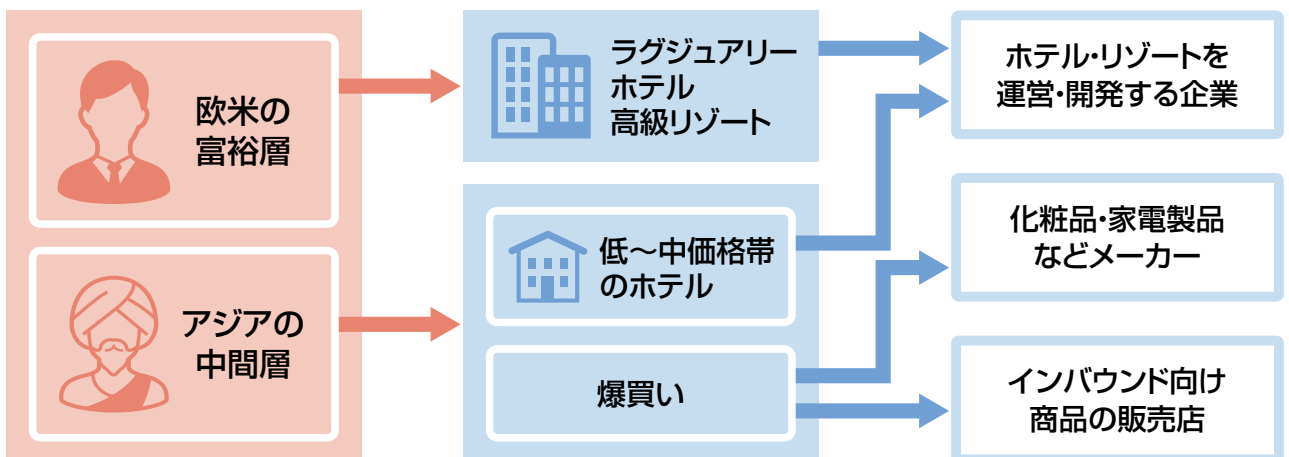 欧米の
富裕層
アジアの
中間層
ラグジュアリー
ホテル
高級リゾート
低〜中価格帯
のホテル
爆買い
ホテル・リゾートを
運営・開発する企業
化粧品・家電製品
などメーカー
インバウンド向け
商品の販売店